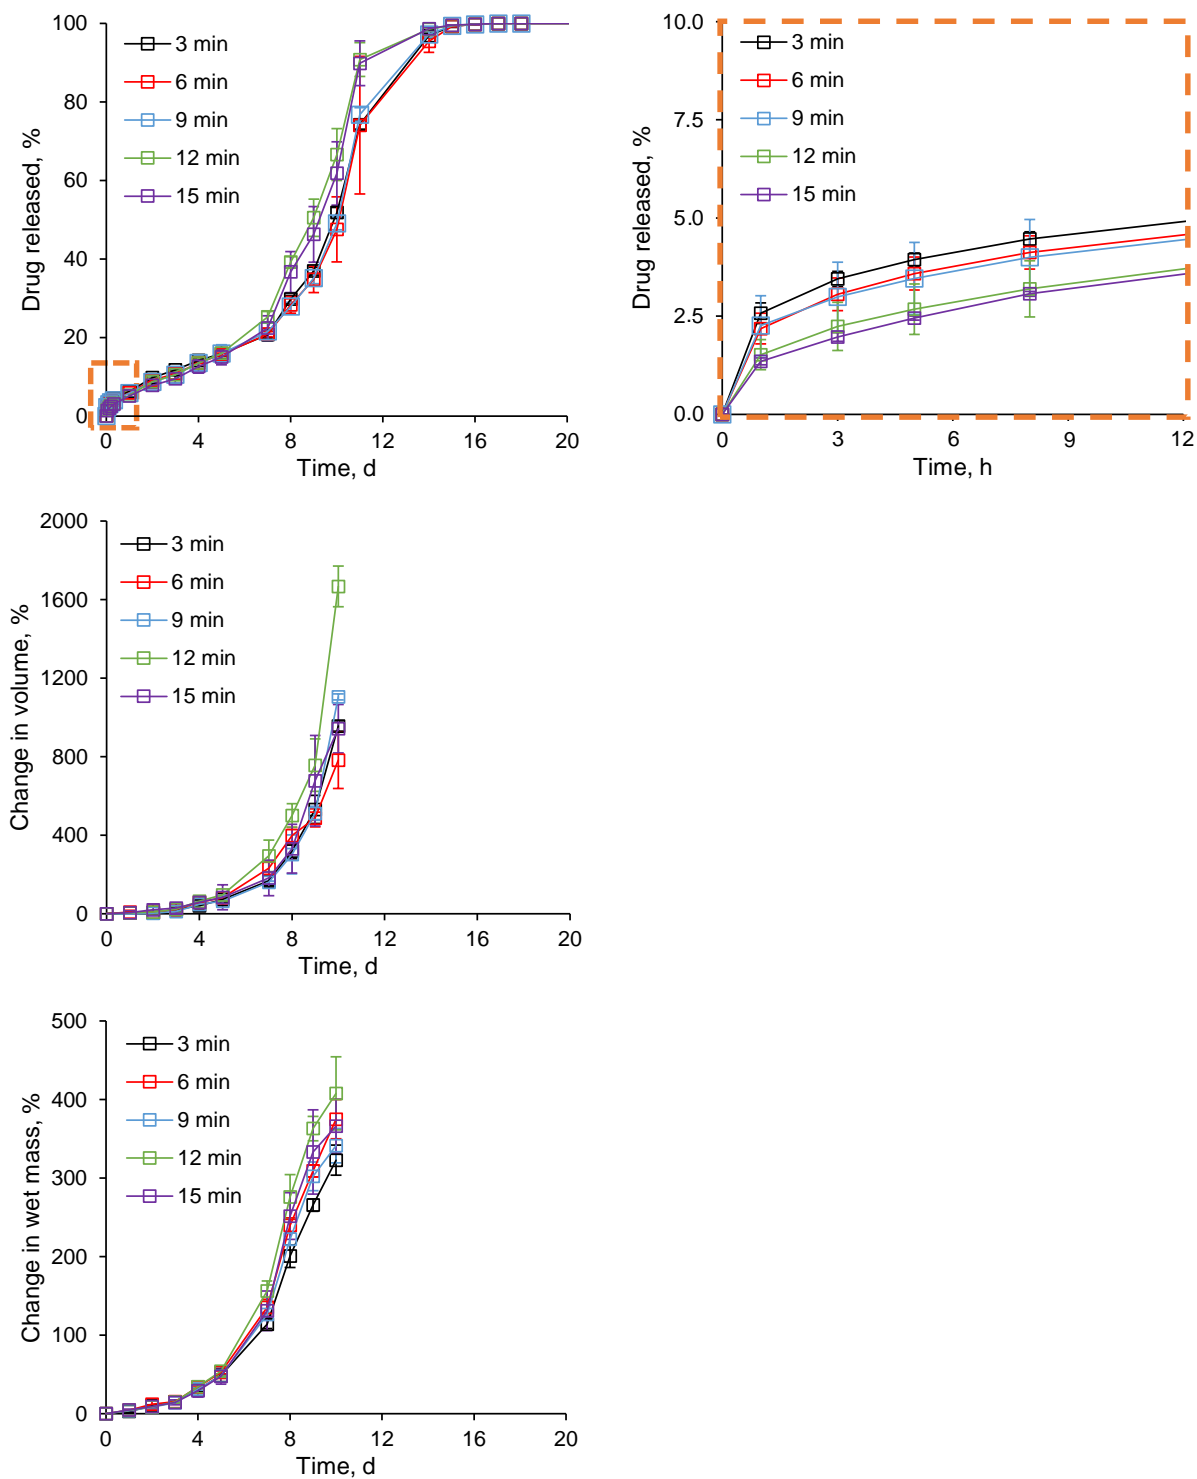 Drug released, %
100
80
60
40
20
0
3 min
6 min
9 min
12 min
15 min
0 4 8 12 16 20
Time, d
Drug released, %
10.0
7.5
5.0
2.5
0.0
3 min
6 min
9 min
12 min
15 min
0 3 6 9 12
Time, h
Change in volume, %
2000
1600
1200
800
400
0
3 min
6 min
9 min
12 min
15 min
0 4 8 12 16 20
Time, d
Change in wet mass, %
500
400
300
200
100
0
3 min
6 min
9 min
12 min
15 min
0 4 8 12 16 20
Time, d